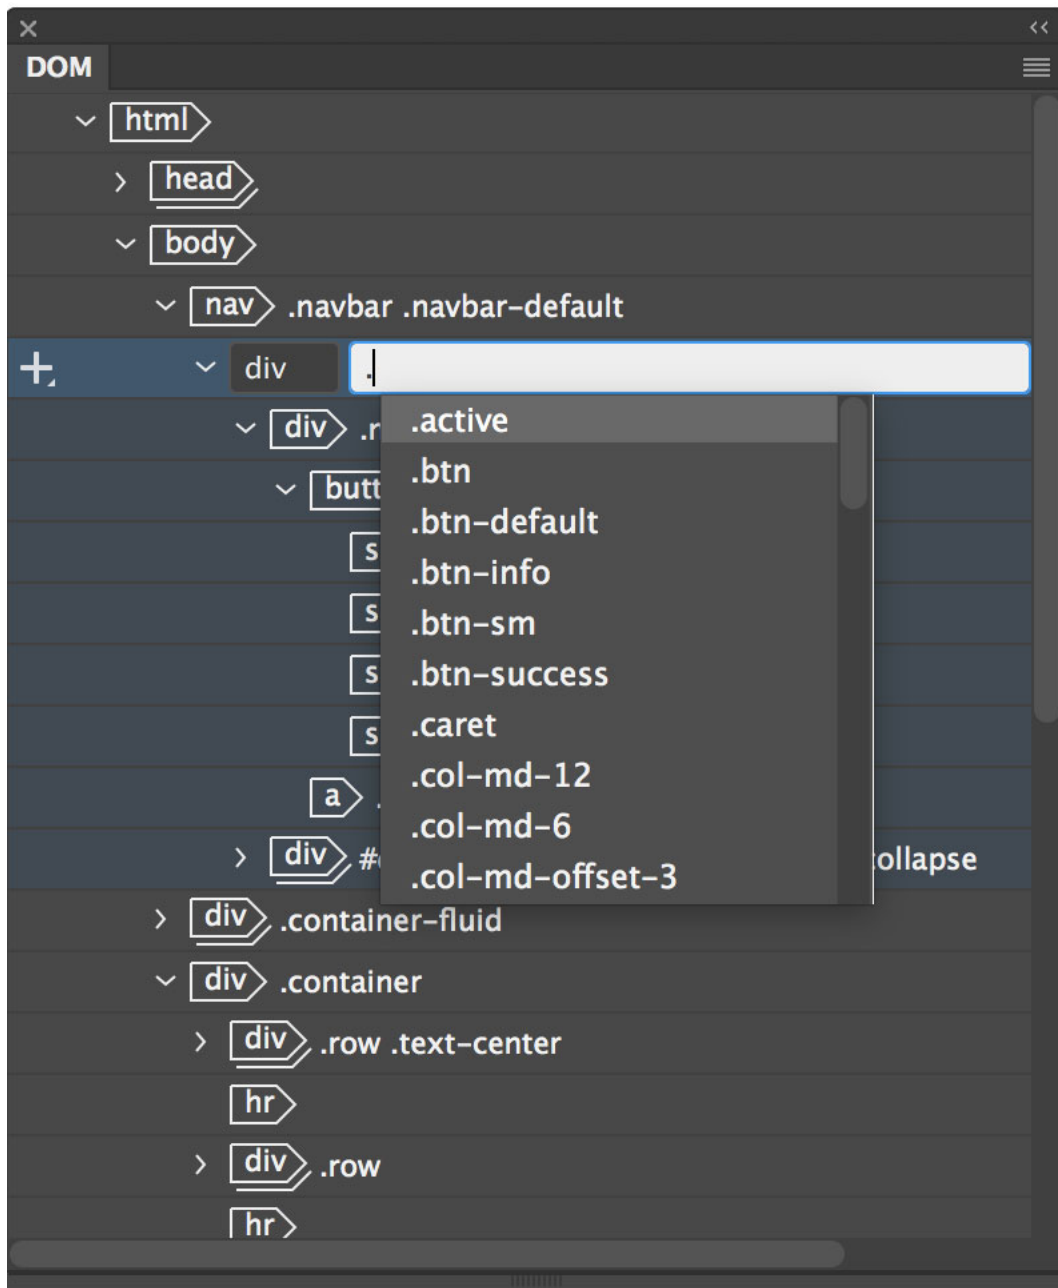 DOM
html
head
body
nav .navbar .navbar-default
div .
.active
div
.btn
.btn-default
.btn-info
.btn-sm
.btn-success
.caret
.col-md-12
a
.col-md-6
div
.col-md-offset-3
div .container-fluid
div .container
div .row .text-center
hr
div .row
hr